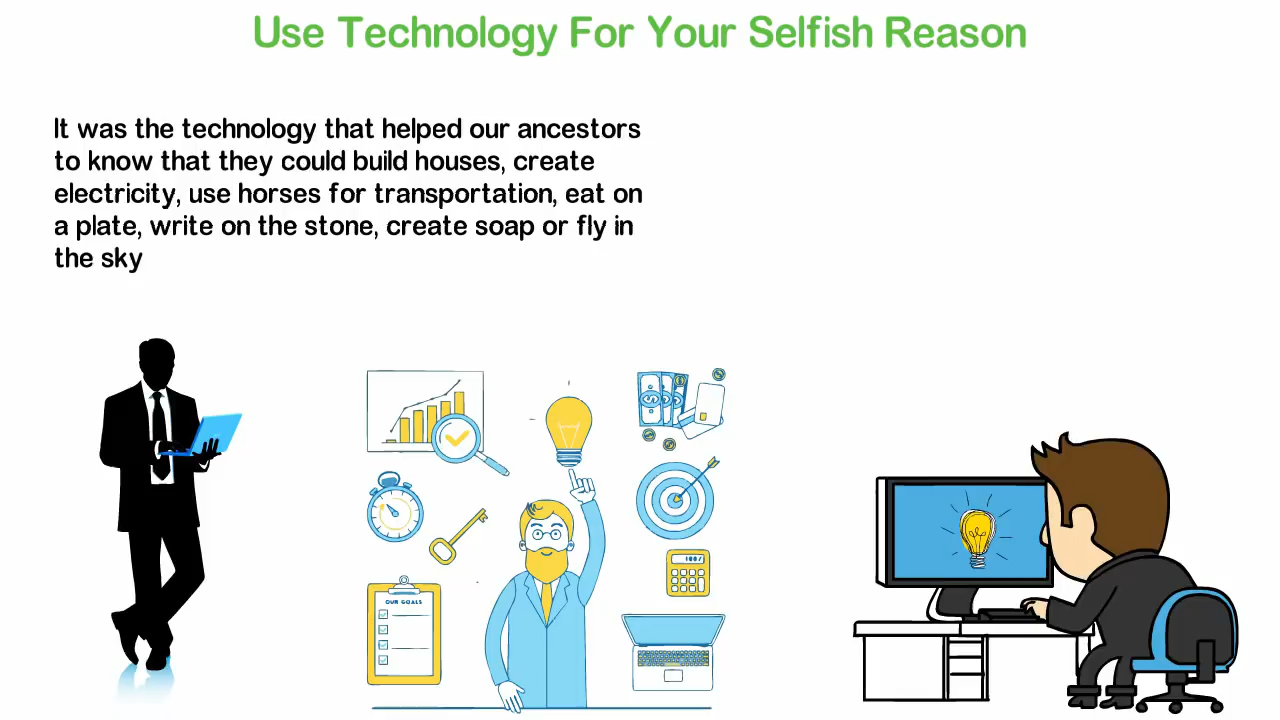 Use Technology For Your Selfish Reason
It was the technology that helped our ancestors
to know that they could build houses, create
electricity, use horses for transportation, eat on
a plate, write on the stone, create soap or fly in
the sky
OUR GOALS